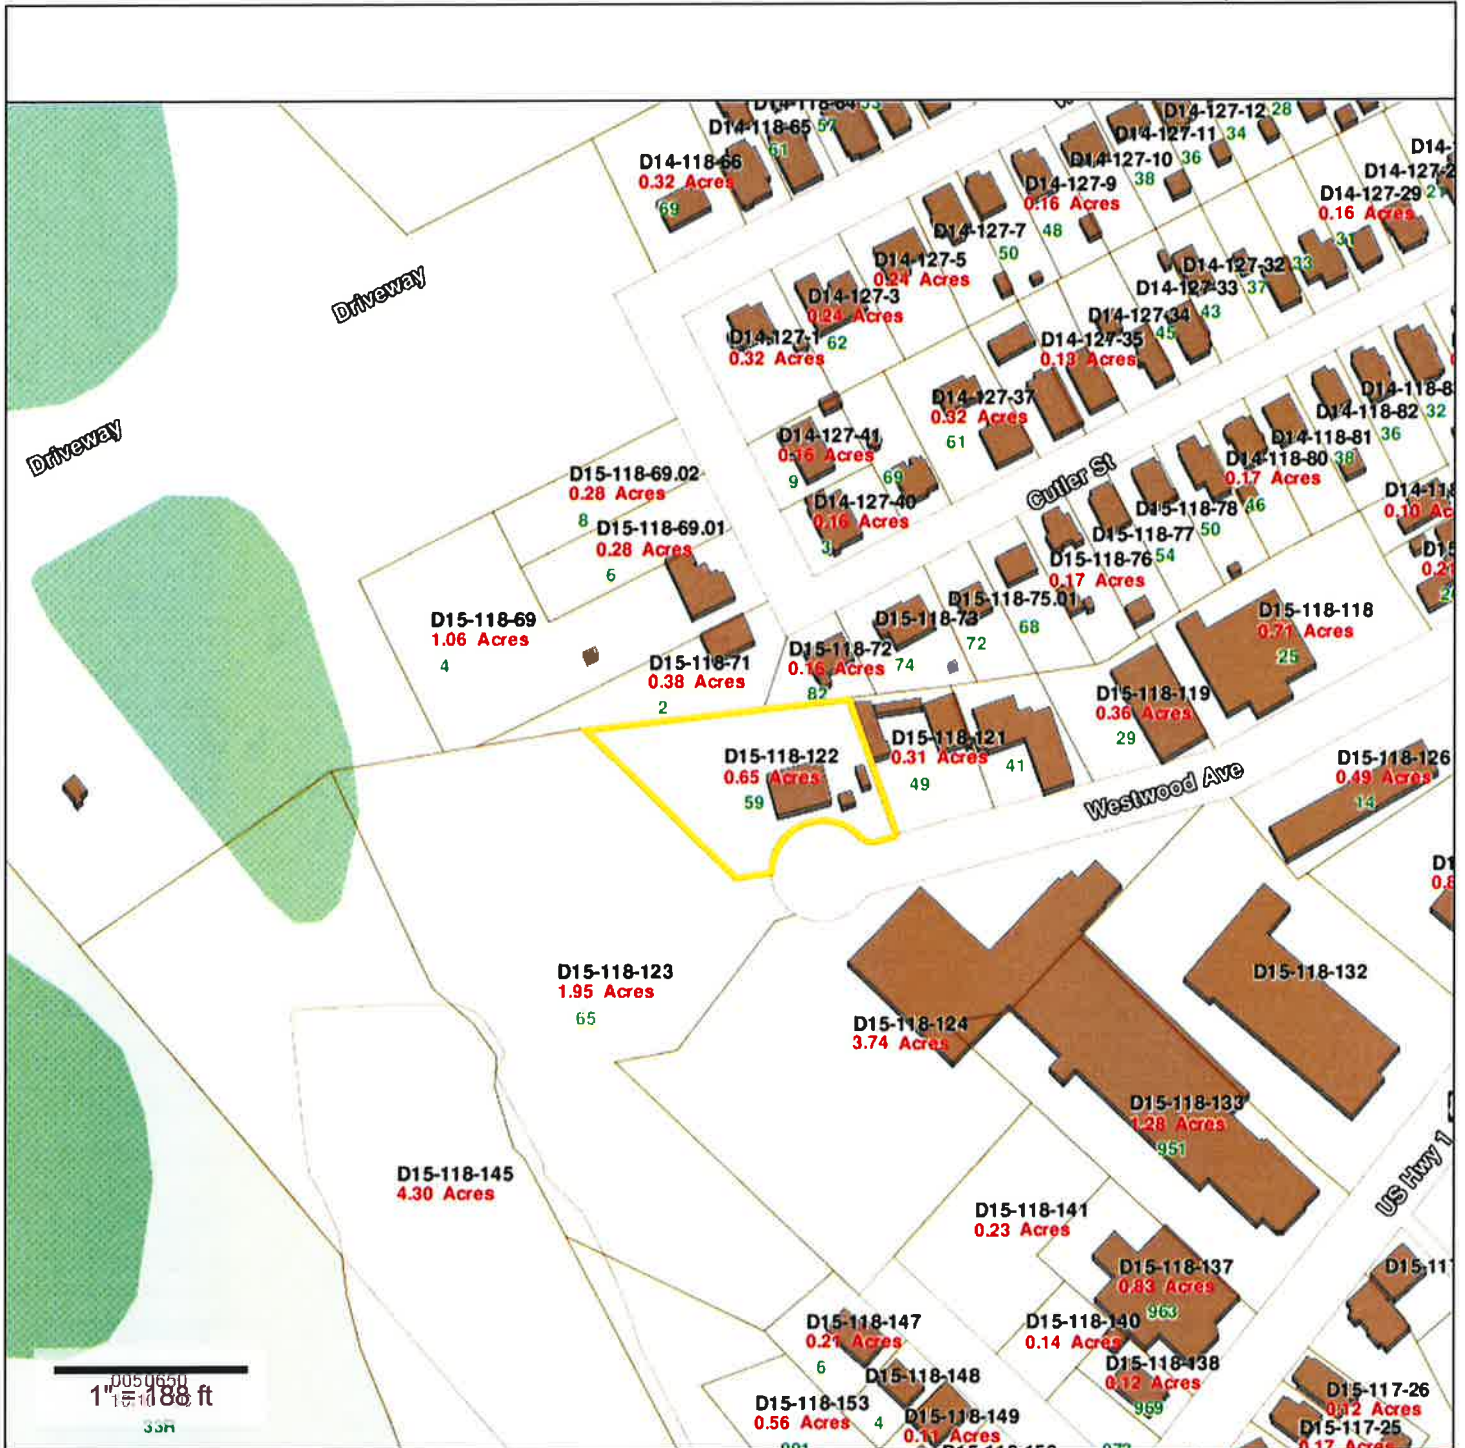 D14-118-64 53
D14-118-65 57
61
D14-118-66
0.32 Acres
69
D14-127-12 28
D14-127-11 34
D14-127-10 36
38
D14-127-9
0.16 Acres
48
D14-127-7
50
D14-127-5
0.24 Acres
D14-127-3
0.24 Acres
62
D14-127-1
0.32 Acres
D14-127-29
0.16 Acres
31
D14-127-32 33
37
D14-127-33
43
D14-127-34
45
D14-127-35
0.13 Acres
D14-127-37
0.32 Acres
61
D14-127-41
0.16 Acres
9
69
D14-127-40
0.16 Acres
3
Driveway
Driveway
Cutler St
D14-118-82 32
36
D14-118-81
38
D14-118-80
0.17 Acres
46
D15-118-78
50
D15-118-77
54
D15-118-76
0.17 Acres
D15-118-75.01
68
D15-118-73
72
74
D15-118-72
0.16 Acres
82
D15-118-69.02
0.28 Acres
8
D15-118-69.01
0.28 Acres
6
D15-118-69
1.06 Acres
4
D15-118-71
0.38 Acres
2
D15-118-118
0.71 Acres
25
D15-118-119
0.36 Acres
29
D15-118-121
0.31 Acres
41
49
D15-118-122
0.65 Acres
59
Westwood Ave
D15-118-126
0.49 Acres
14
D15-118-123
1.95 Acres
65
D15-118-132
D15-118-124
3.74 Acres
D15-118-133
1.28 Acres
951
US Hwy 1
D15-118-145
4.30 Acres
D15-118-141
0.23 Acres
D15-118-137
0.83 Acres
963
D15-118-140
0.14 Acres
D15-118-138
0.12 Acres
969
D15-118-147
0.21 Acres
6
D15-118-148
D15-118-153
0.56 Acres
4
D15-118-149
0.11 Acres
D15-117-26
0.12 Acres
D15-117-25
0.17 Acres
1" = 188 ft